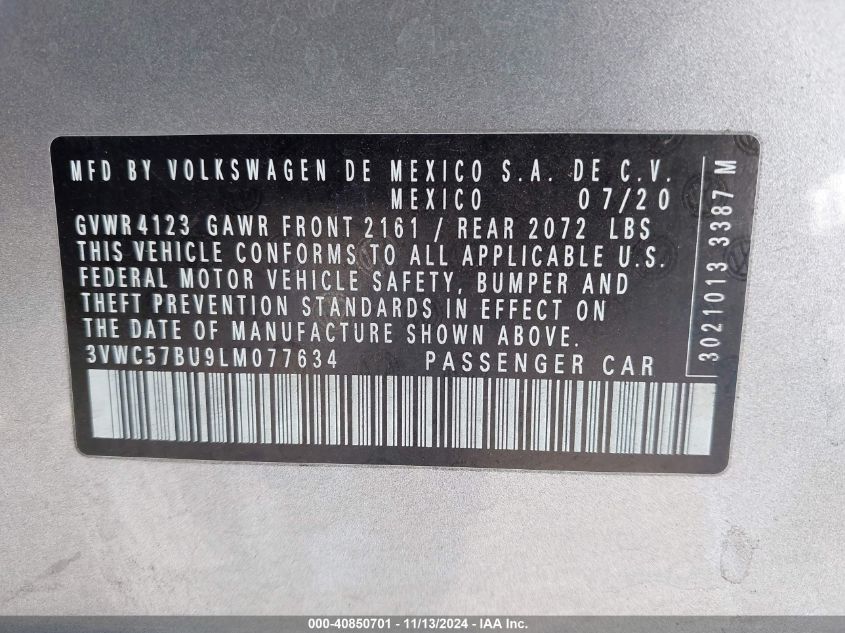 MFD BY VOLKSWAGEN DE MEXICO S.A. DE C.V.
MEXICO 07/20
GVWR 4123 GAWR FRONT 2161 / REAR 2072 LBS
THIS VEHICLE CONFORMS TO ALL APPLICABLE U.S.
FEDERAL MOTOR VEHICLE SAFETY, BUMPER AND
THEFT PREVENTION STANDARDS IN EFFECT ON
THE DATE OF MANUFACTURE SHOWN ABOVE.
3VWC57BU9LM077634 PASSENGER CAR
3021013 3387 M
000-40850701 - 11/13/2024 - IAA Inc.